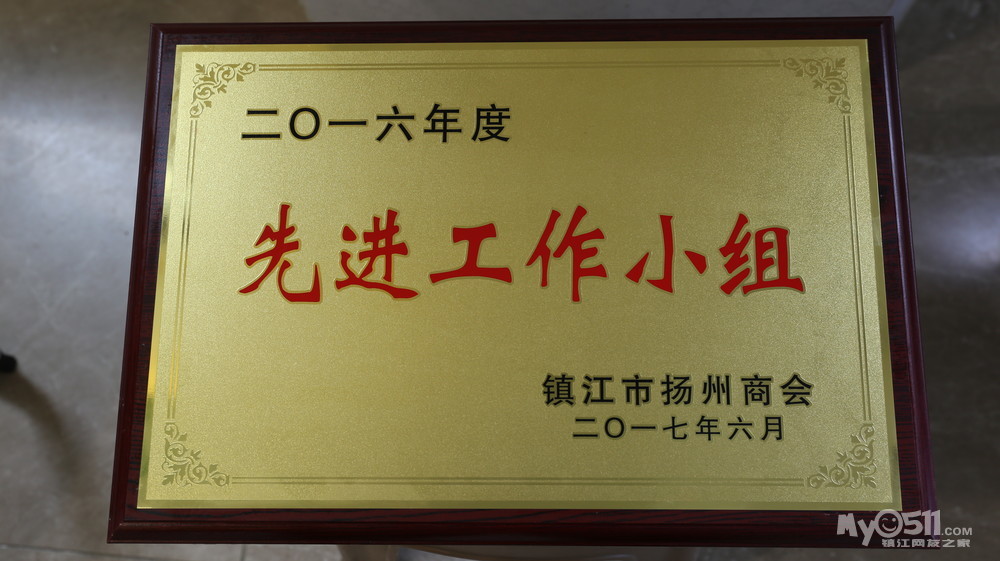 二〇一六年度
先进工作小组
镇江市扬州商会
二〇一七年六月
My0511.COM
镇江网友之家